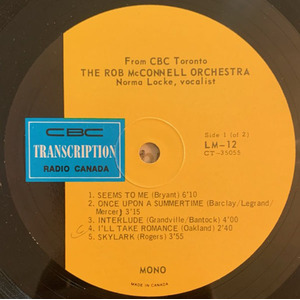 From CBC Toronto
THE ROB McCONNELL ORCHESTRA
Norma Locke, vocalist
Side 1 (of 2)
LM-12
CT-35055
CBC
TRANSCRIPTION
RADIO CANADA
1. SEEMS TO ME (Bryant) 6'10
2. ONCE UPON A SUMMERTIME (Barclay/Legrand/
Mercer) 3'35
3. INTERLUDE (Grandville/Bantock) 4'00
4. I'LL TAKE ROMANCE (Oakland) 2'40
5. SKYLARK (Rogers) 3'55
MONO
MADE IN CANADA